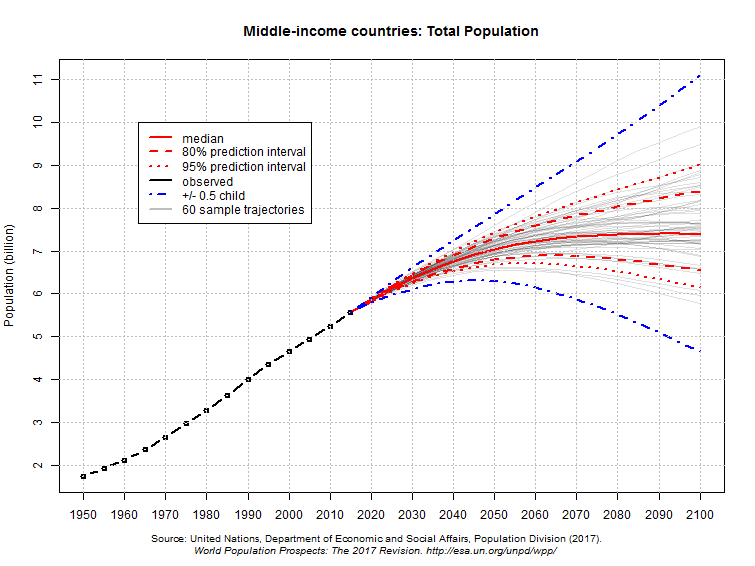 Middle-income countries: Total Population
Population (billion)
11
10
9
8
7
6
5
4
3
2
median
80% prediction interval
95% prediction interval
observed
+/- 0.5 child
60 sample trajectories
1950 1960 1970 1980 1990 2000 2010 2020 2030 2040 2050 2060 2070 2080 2090 2100
Source: United Nations, Department of Economic and Social Affairs, Population Division (2017).
World Population Prospects: The 2017 Revision. http://esa.un.org/unpd/wpp/